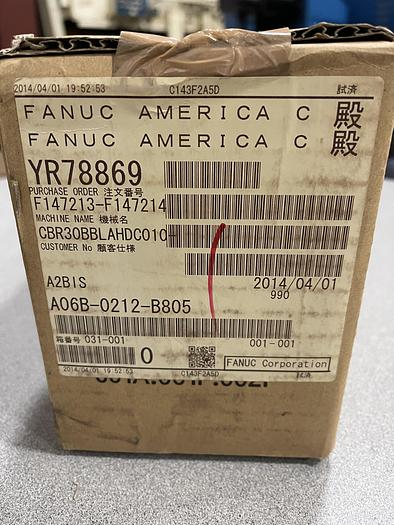 2014/04/01 19:52:53 C143F2A5D 試済
FANUC AMERICA C 殿
FANUC AMERICA C 殿
YR78869
PURCHASE ORDER 注文番号
F147213-F147214
MACHINE NAME 機械名
CBR30BBLAHDC010-
CUSTOMER No 顧客仕様
A2BIS 2014/04/01
990
A06B-0212-B805
箱番号 031-001 001-001
0 FANUC Corporation
2014/04/01 19:52:53 C143F2A5D 試済